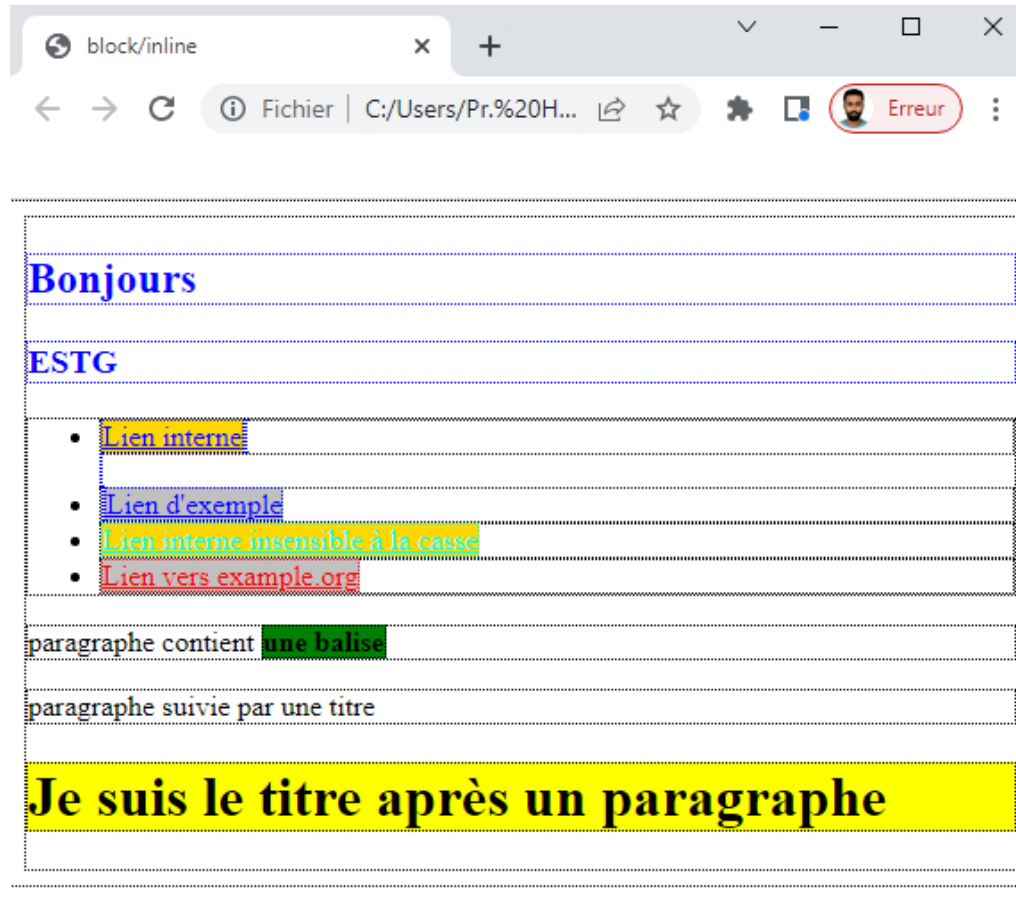 block/inline
Fichier C:/Users/Pr.%20H... Erreur
Bonjours
ESTG
Lien interne
Lien d'exemple
Lien interne insensible à la casse
Lien vers example.org
paragraphe contient une balise
paragraphe suivie par une titre
Je suis le titre après un paragraphe